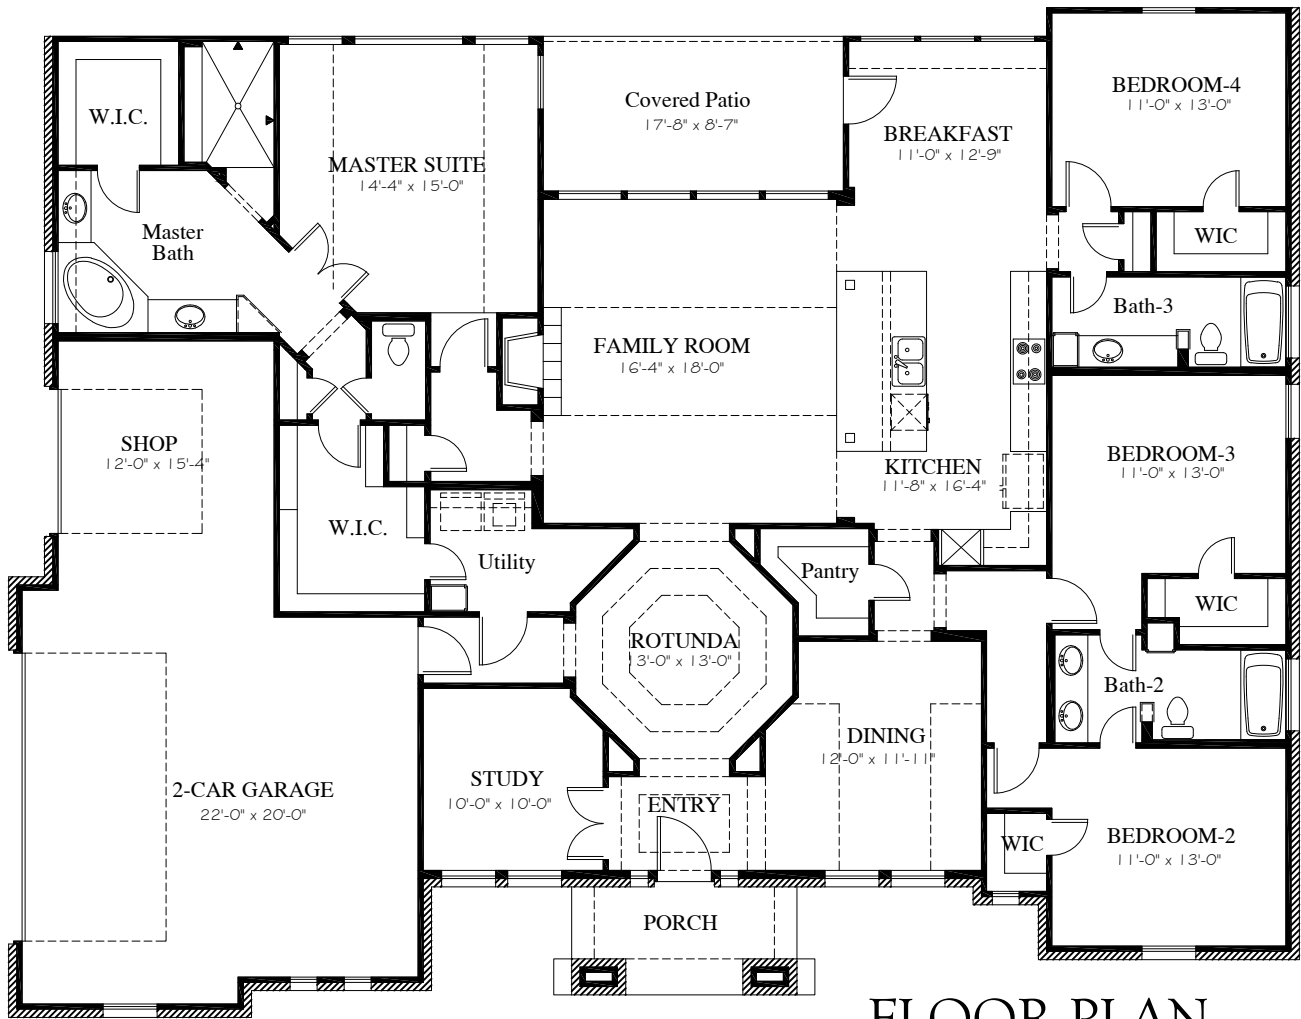 BEDROOM-4
11'-0" x 13'-0"
W.I.C.
Covered Patio
17'-8" x 8'-7"
BREAKFAST
11'-0" x 12'-9"
MASTER SUITE
14'-4" x 15'-0"
Master
Bath
WIC
Bath-3
FAMILY ROOM
16'-4" x 18'-0"
SHOP
12'-0" x 15'-4"
BEDROOM-3
11'-0" x 13'-0"
KITCHEN
11'-8" x 16'-4"
W.I.C.
Utility
Pantry
WIC
ROTUNDA
13'-0" x 13'-0"
Bath-2
DINING
12'-0" x 11'-11"
STUDY
10'-0" x 10'-0"
2-CAR GARAGE
22'-0" x 20'-0"
ENTRY
WIC
BEDROOM-2
11'-0" x 13'-0"
PORCH
FLOOR PLAN